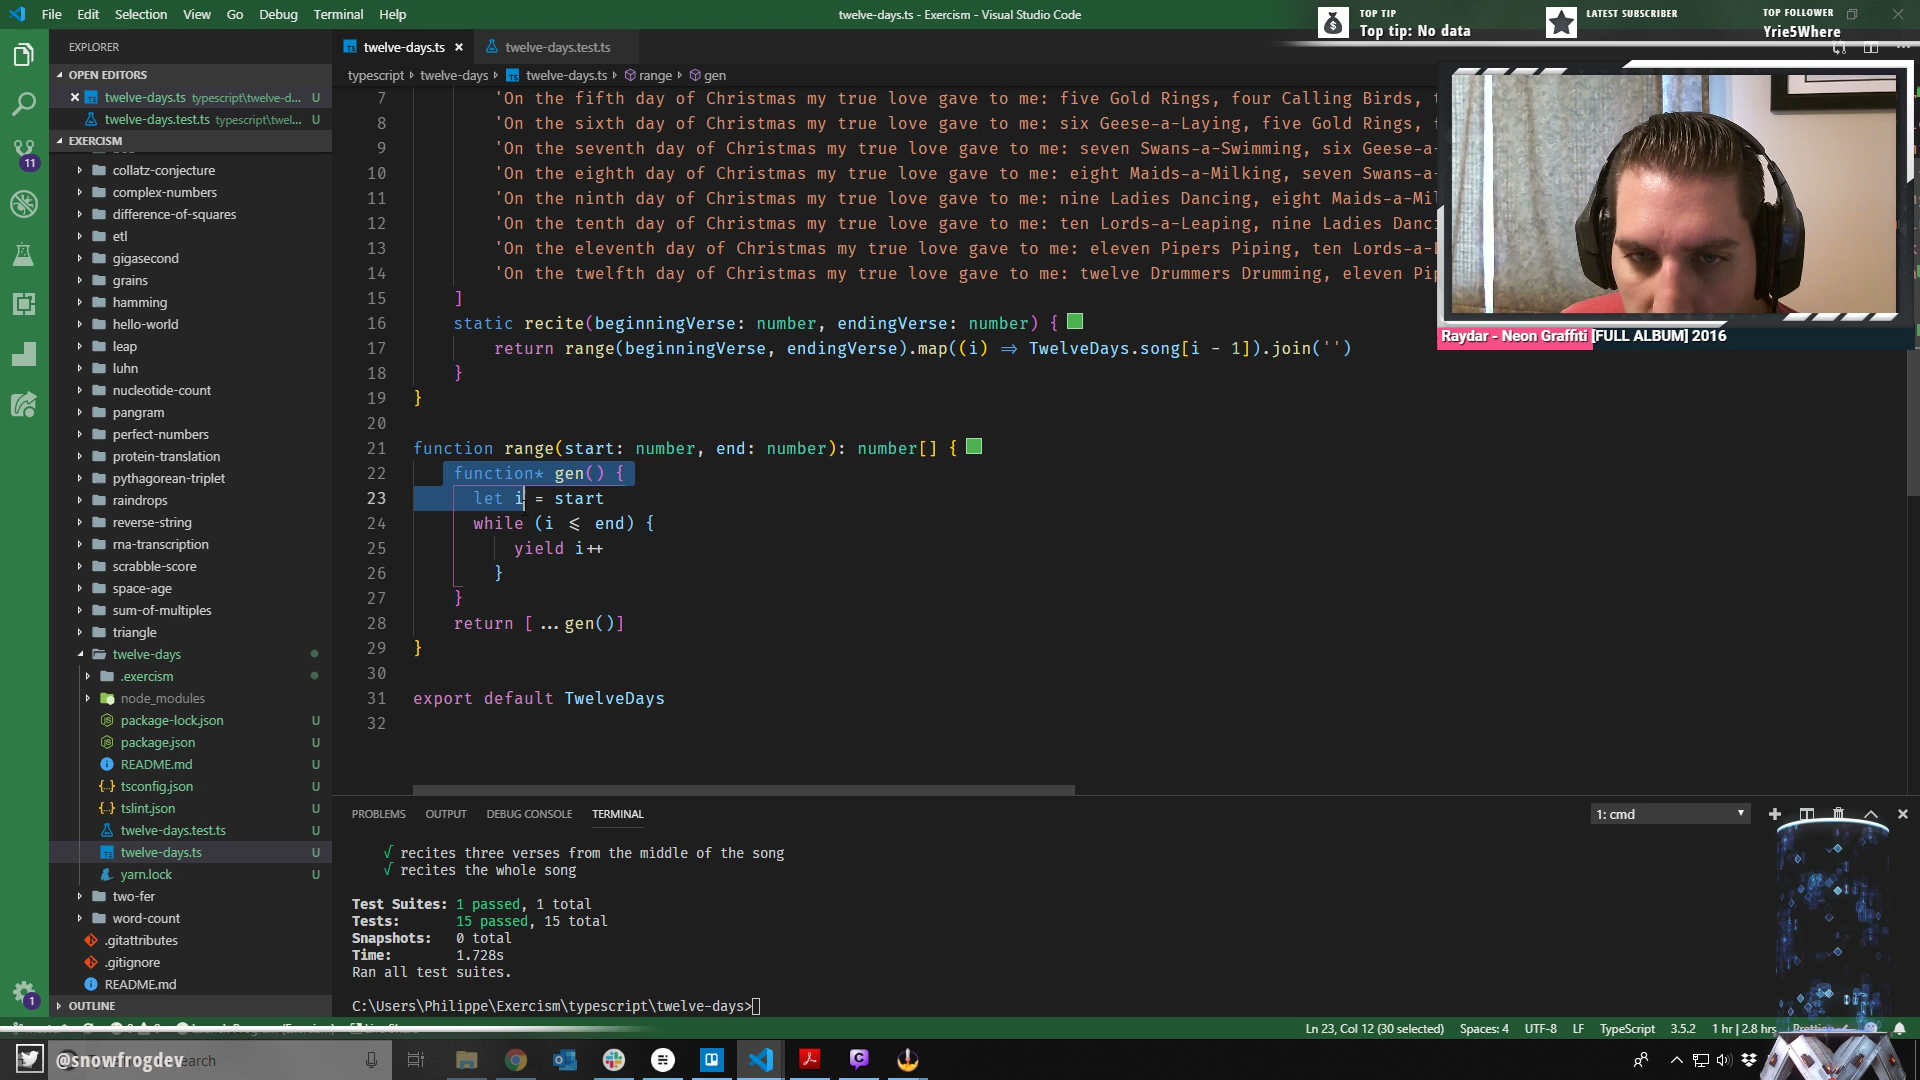 File Edit Selection View Go Debug Terminal Help
twelve-days.ts - Exercism - Visual Studio Code
TOP TIP
Top tip: No data
LATEST SUBSCRIBER
TOP FOLLOWER
Yrie5Where
EXPLORER
twelve-days.ts
twelve-days.test.ts
OPEN EDITORS
typescript twelve-days twelve-days.ts range gen
twelve-days.ts typescript\twelve-d... U
twelve-days.test.ts typescript\twel... U
EXERCISM
collatz-conjecture
complex-numbers
difference-of-squares
etl
gigasecond
grains
hamming
hello-world
leap
luhn
nucleotide-count
pangram
perfect-numbers
protein-translation
pythagorean-triplet
raindrops
reverse-string
rna-transcription
scrabble-score
space-age
sum-of-multiples
triangle
twelve-days
.exercism
node_modules
package-lock.json U
package.json U
README.md U
tsconfig.json U
tslint.json U
twelve-days.test.ts U
twelve-days.ts U
yarn.lock U
two-fer
word-count
.gitattributes
.gitignore
README.md
OUTLINE
11
1
7 'On the fifth day of Christmas my true love gave to me: five Gold Rings, four Calling Birds,
8 'On the sixth day of Christmas my true love gave to me: six Geese-a-Laying, five Gold Rings,
9 'On the seventh day of Christmas my true love gave to me: seven Swans-a-Swimming, six Geese-a-
10 'On the eighth day of Christmas my true love gave to me: eight Maids-a-Milking, seven Swans-a-
11 'On the ninth day of Christmas my true love gave to me: nine Ladies Dancing, eight Maids-a-Mil
12 'On the tenth day of Christmas my true love gave to me: ten Lords-a-Leaping, nine Ladies Danci
13 'On the eleventh day of Christmas my true love gave to me: eleven Pipers Piping, ten Lords-a-
14 'On the twelfth day of Christmas my true love gave to me: twelve Drummers Drumming, eleven Pip
15 ]
16 static recite(beginningVerse: number, endingVerse: number) {
17 return range(beginningVerse, endingVerse).map((i) => TwelveDays.song[i - 1]).join('')
18 }
19 }
20
21 function range(start: number, end: number): number[] {
22 function* gen() {
23 let i = start
24 while (i <= end) {
25 yield i++
26 }
27 }
28 return [...gen()]
29 }
30
31 export default TwelveDays
32
Raydar - Neon Graffiti [FULL ALBUM] 2016
PROBLEMS OUTPUT DEBUG CONSOLE TERMINAL
1: cmd
√ recites three verses from the middle of the song
√ recites the whole song
Test Suites: 1 passed, 1 total
Tests: 15 passed, 15 total
Snapshots: 0 total
Time: 1.728s
Ran all test suites.
C:\Users\Philippe\Exercism\typescript\twelve-days>
Ln 23, Col 12 (30 selected) Spaces: 4 UTF-8 LF TypeScript 3.5.2 1 hr | 2.8 hrs
@snowfrogdev